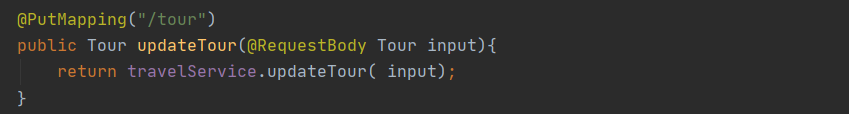 @PutMapping("/tour")
public Tour updateTour(@RequestBody Tour input){
return travelService.updateTour( input);
}